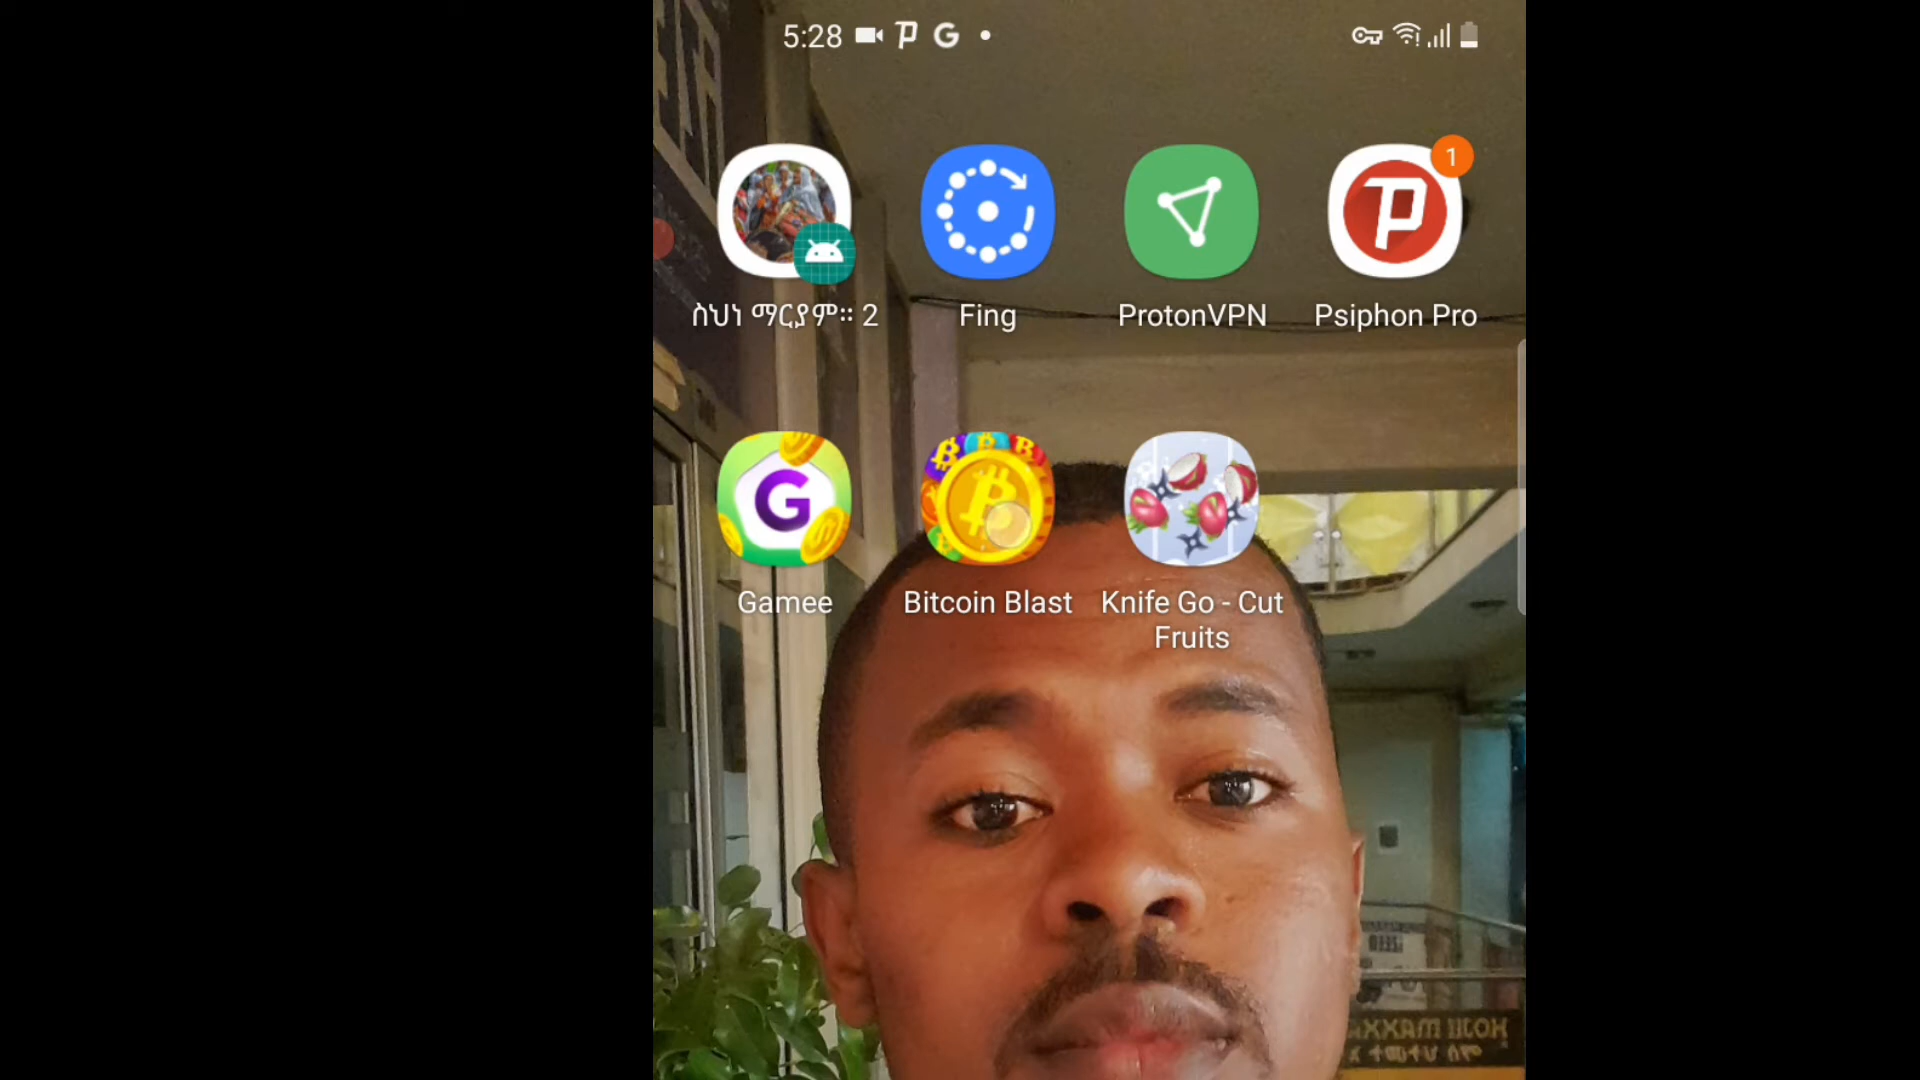 5:28
1
ስህነ ማርያም። 2
Fing
ProtonVPN
Psiphon Pro
G
Gamee
Bitcoin Blast
Knife Go - Cut
Fruits